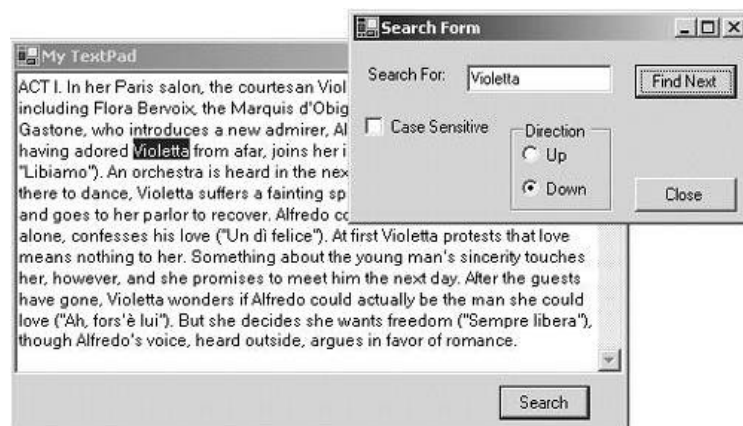 Search Form
My TextPad
Search For: Violetta Find Next
Case Sensitive
Direction
Up
Down
Close
ACT I. In her Paris salon, the courtesan Viol
including Flora Bervoix, the Marquis d'Obig
Gastone, who introduces a new admirer, Al
having adored Violetta from afar, joins her i
"Libiamo"). An orchestra is heard in the nex
there to dance, Violetta suffers a fainting sp
and goes to her parlor to recover. Alfredo co
alone, confesses his love ("Un dì felice"). At first Violetta protests that love
means nothing to her. Something about the young man's sincerity touches
her, however, and she promises to meet him the next day. After the guests
have gone, Violetta wonders if Alfredo could actually be the man she could
love ("Ah, fors'è lui"). But she decides she wants freedom ("Sempre libera"),
though Alfredo's voice, heard outside, argues in favor of romance.
Search